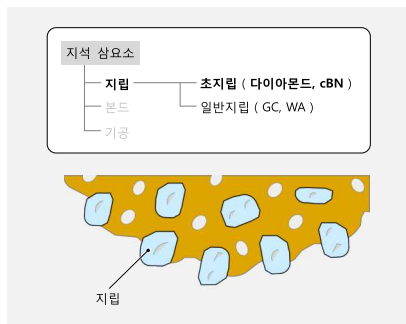 지석 삼요소
지립
초지립 ( 다이아몬드, cBN )
본드
일반지립 ( GC, WA )
기공
지립